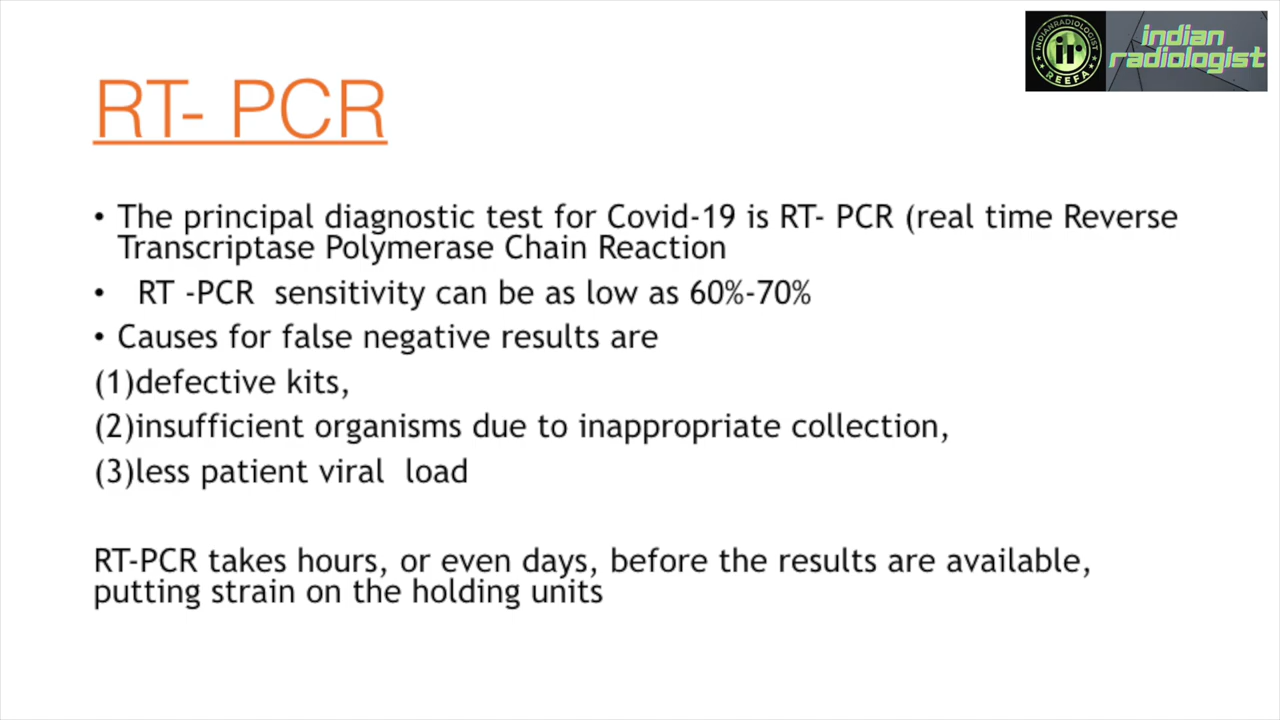 INDIANRADIOLOGIST
ir
REEFA
indian
radiologist
RT- PCR
• The principal diagnostic test for Covid-19 is RT- PCR (real time Reverse
Transcriptase Polymerase Chain Reaction
• RT -PCR sensitivity can be as low as 60%-70%
• Causes for false negative results are
(1)defective kits,
(2)insufficient organisms due to inappropriate collection,
(3)less patient viral load
RT-PCR takes hours, or even days, before the results are available,
putting strain on the holding units